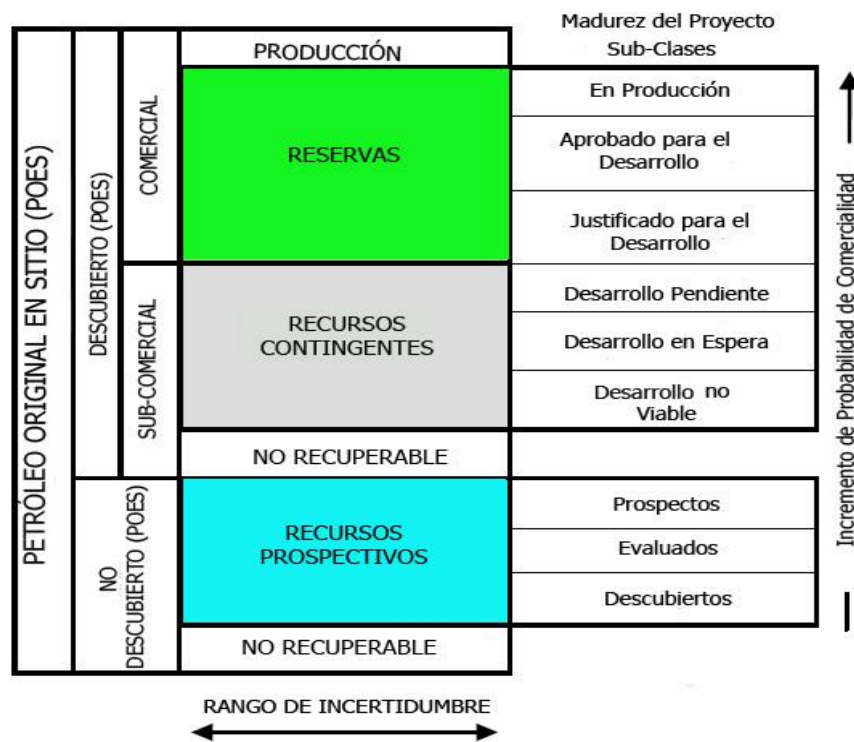 Madurez del Proyecto
Sub-Clases
PETRÓLEO ORIGINAL EN SITIO (POES)
DESCUBIERTO (POES)
COMERCIAL
PRODUCCIÓN
RESERVAS
En Producción
Aprobado para el
Desarrollo
Justificado para el
Desarrollo
SUB-COMERCIAL
RECURSOS
CONTINGENTES
Desarrollo Pendiente
Desarrollo en Espera
Desarrollo no
Viable
NO RECUPERABLE
NO
DESCUBIERTO (POES)
RECURSOS
PROSPECTIVOS
Prospectos
Evaluados
Descubiertos
NO RECUPERABLE
Incremento de Probabilidad de Comercialidad
RANGO DE INCERTIDUMBRE